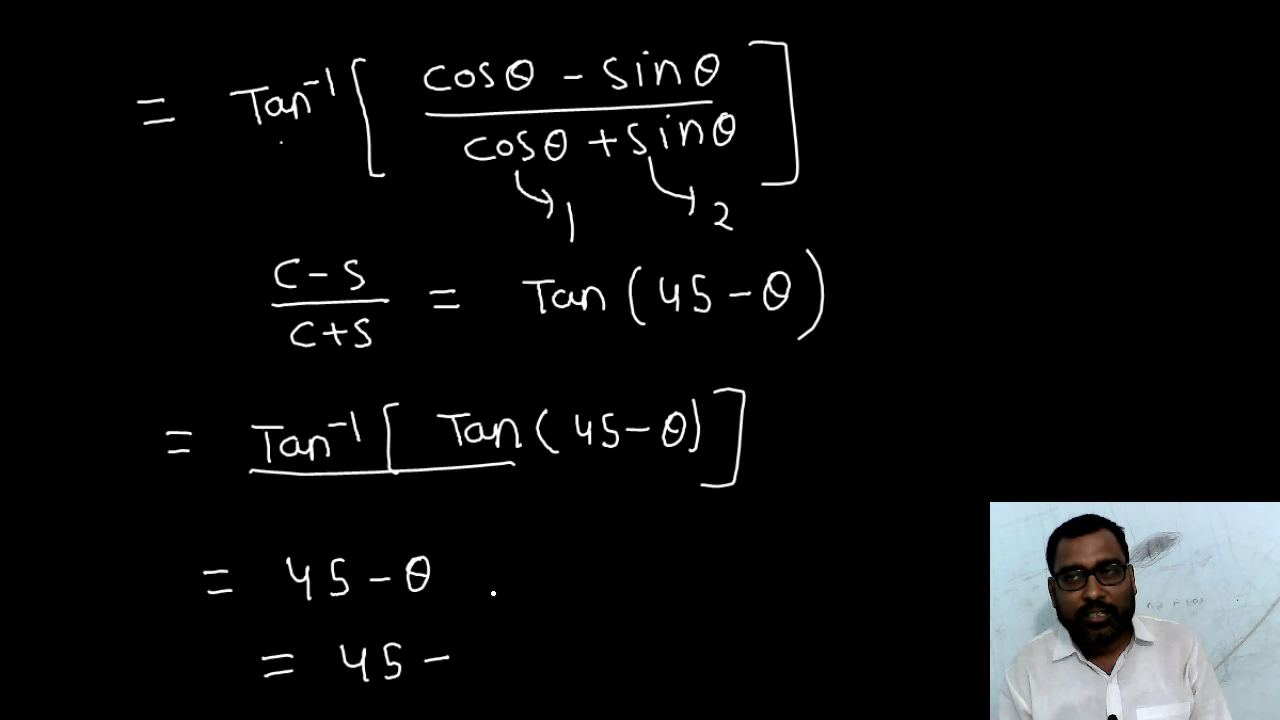 = Tan⁻¹ [ cosθ - sinθ / cosθ + sinθ ]
1 2
C-S / C+S = Tan (45-θ)
= Tan⁻¹ [ Tan (45-θ) ]
= 45-θ
= 45-